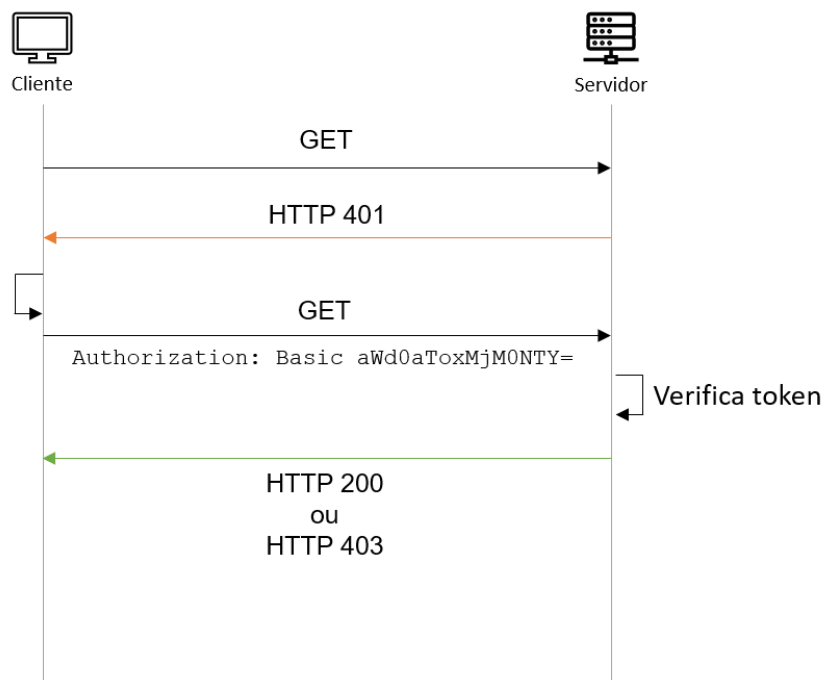 Cliente
Servidor
GET
HTTP 401
GET
Authorization: Basic aWd0aToxMjM0NTY=
Verifica token
HTTP 200
ou
HTTP 403